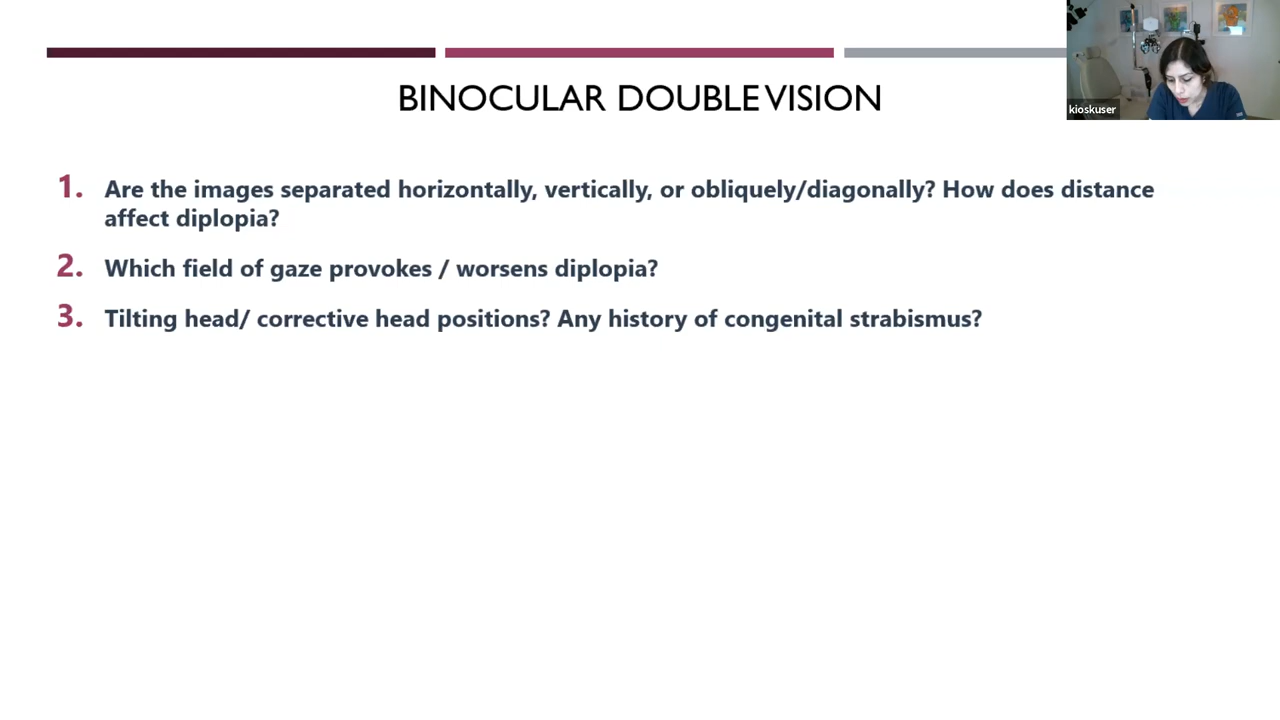 BINOCULAR DOUBLE VISION
kioskuser
1. Are the images separated horizontally, vertically, or obliquely/diagonally? How does distance
affect diplopia?
2. Which field of gaze provokes / worsens diplopia?
3. Tilting head/ corrective head positions? Any history of congenital strabismus?